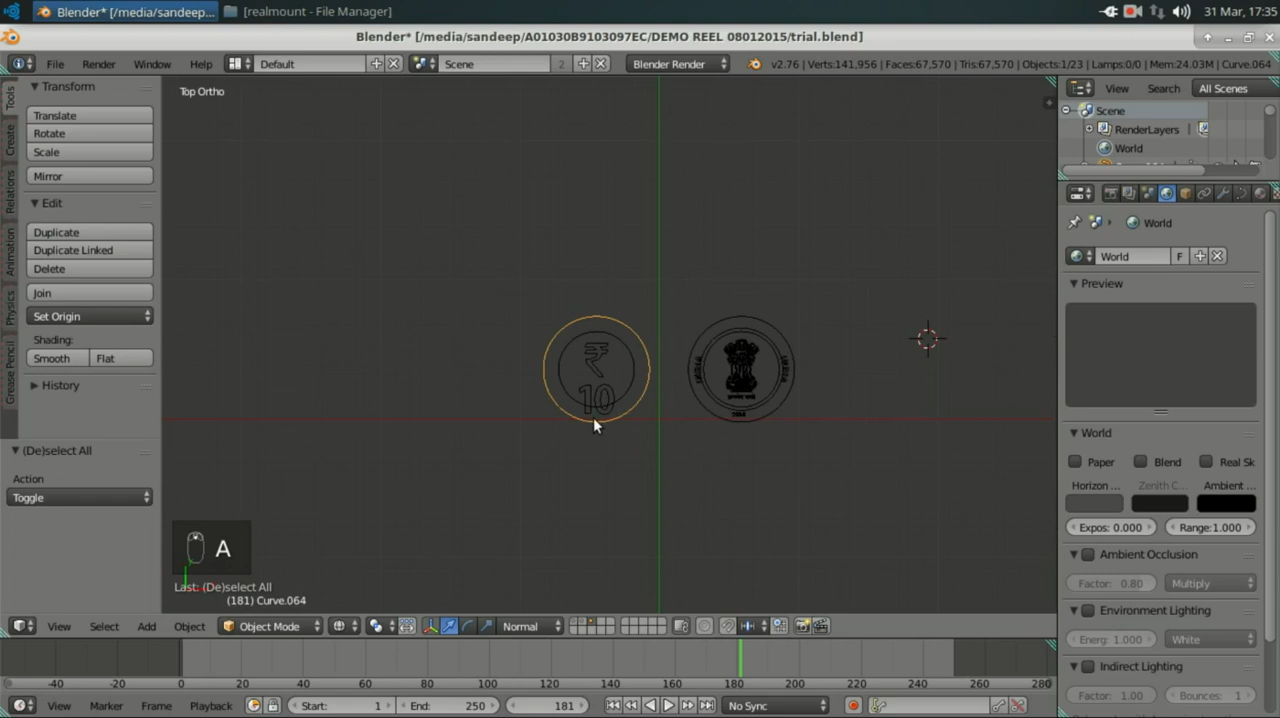 Blender* [/media/sandeep...
[realmount - File Manager]
31 Mar, 17:35
Blender* [/media/sandeep/A01030B9103097EC/DEMO REEL 08012015/trial.blend]
File Render Window Help
Default
Scene
2
Blender Render
v2.76 | Verts:141,956 | Faces:67,570 | Tris:67,570 | Objects:1/23 | Lamps:0/0 | Mem:24.03M | Curve.064
Tools
Create
Relations
Animation
Physics
Grease Pencil
Transform
Translate
Rotate
Scale
Mirror
Edit
Duplicate
Duplicate Linked
Delete
Join
Set Origin
Shading:
Smooth Flat
History
(De)select All
Action
Toggle
Top Ortho
₹
10
A
Last: (De)select All
(181) Curve.064
View Search All Scenes
Scene
RenderLayers
World
World
World F
Preview
World
Paper Blend Real Sk
Horizon ... Zenith C... Ambient ...
Expos: 0.000 Range:1.000
Ambient Occlusion
Factor: 0.80 Multiply
Environment Lighting
Energ: 1.000 White
Indirect Lighting
Factor: 1.00 Bounces: 1
View Select Add Object Object Mode Normal
-40 -20 0 20 40 60 80 100 120 140 160 180 200 220 240 260 280
View Marker Frame Playback Start: 1 End: 250 181 No Sync